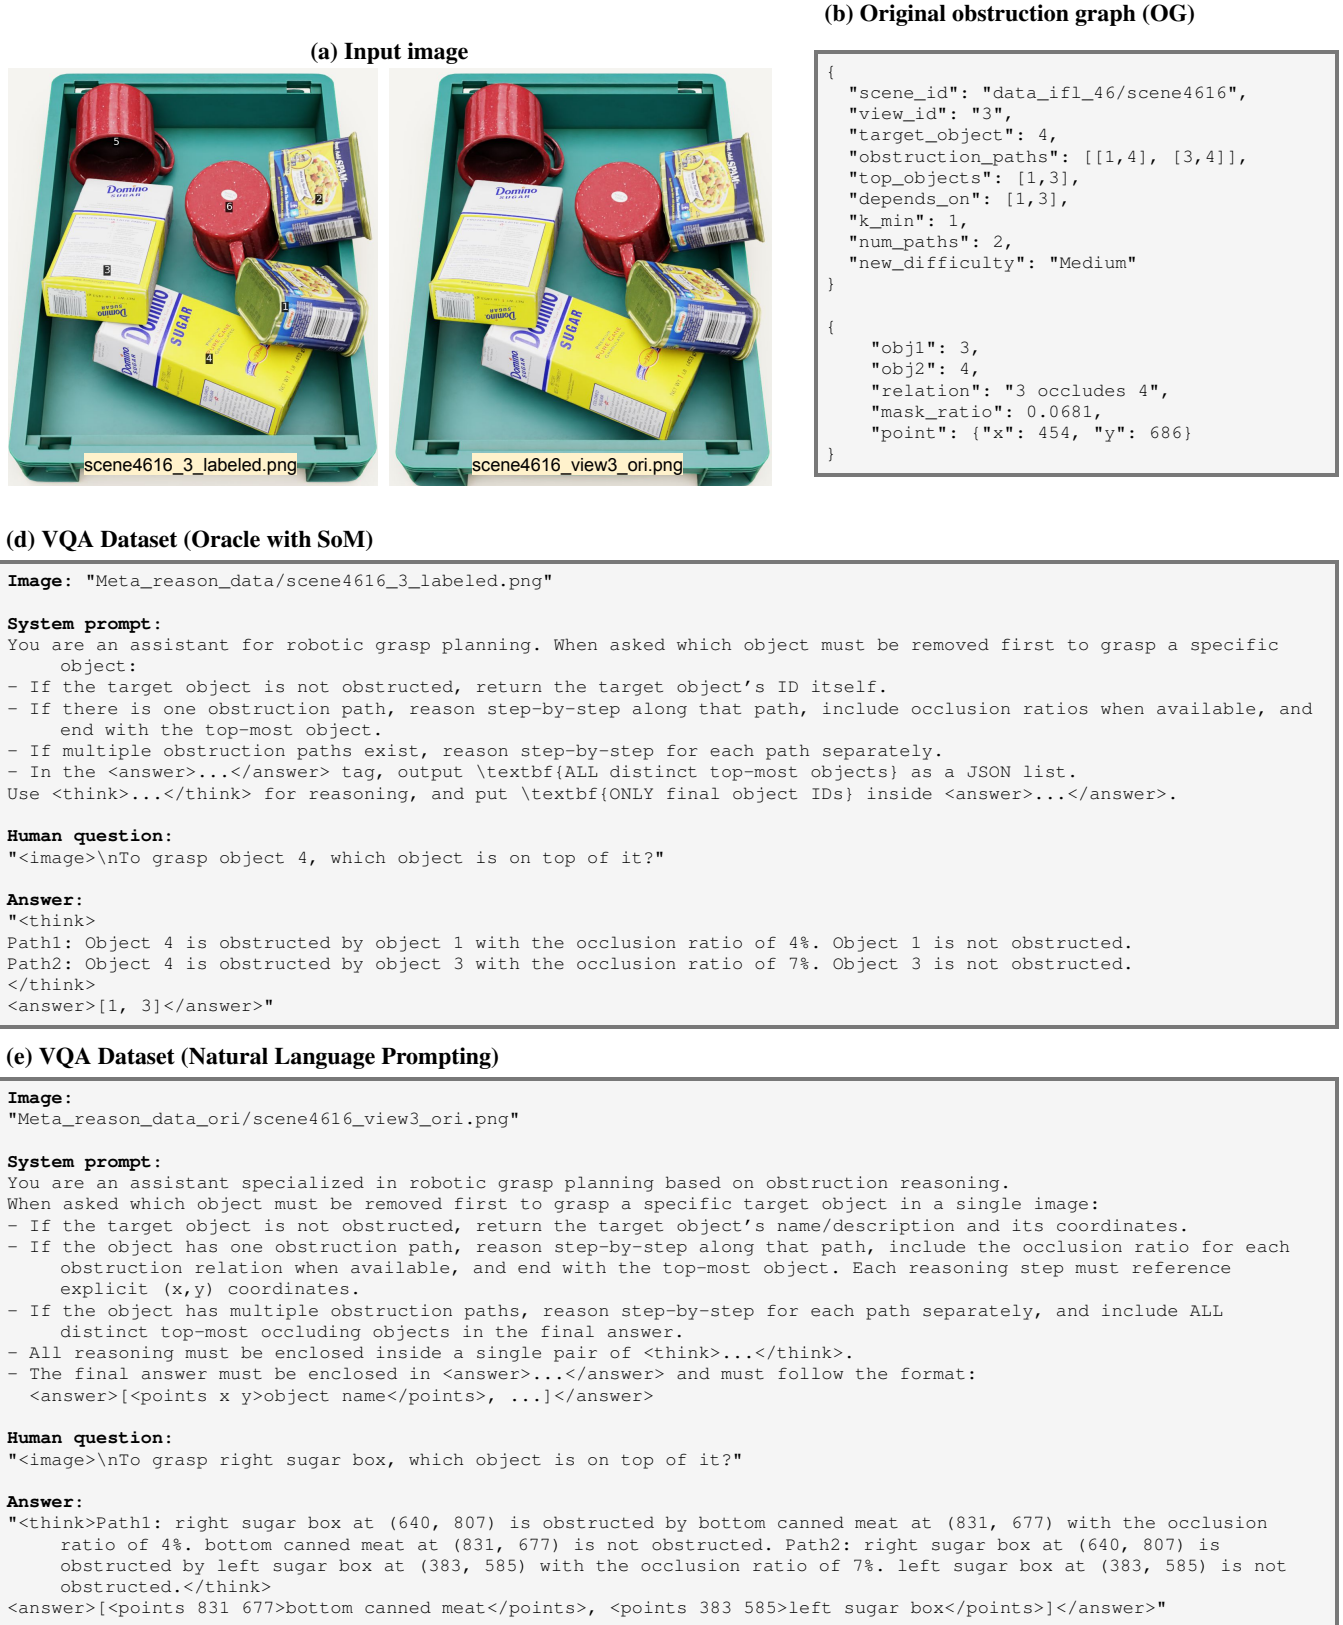 (b) Original obstruction graph (OG)
(a) Input image
5
6
2
3
1
4
Domino
SUGAR
Domino
SUGAR
Domino
SUGAR
SPAM
PURE CANE
scene4616_3_labeled.png
Domino
SUGAR
Domino
SUGAR
Domino
SUGAR
SPAM
PURE CANE
scene4616_view3_ori.png
{
"scene_id": "data_ifl_46/scene4616",
"view_id": "3",
"target_object": 4,
"obstruction_paths": [[1,4], [3,4]],
"top_objects": [1,3],
"depends_on": [1,3],
"k_min": 1,
"num_paths": 2,
"new_difficulty": "Medium"
}
{
"obj1": 3,
"obj2": 4,
"relation": "3 occludes 4",
"mask_ratio": 0.0681,
"point": {"x": 454, "y": 686}
}
(d) VQA Dataset (Oracle with SoM)
Image: "Meta_reason_data/scene4616_3_labeled.png"
System prompt:
You are an assistant for robotic grasp planning. When asked which object must be removed first to grasp a specific
object:
- If the target object is not obstructed, return the target object's ID itself.
- If there is one obstruction path, reason step-by-step along that path, include occlusion ratios when available, and
end with the top-most object.
- If multiple obstruction paths exist, reason step-by-step for each path separately.
- In the <answer>...</answer> tag, output \textbf{ALL distinct top-most objects} as a JSON list.
Use <think>...</think> for reasoning, and put \textbf{ONLY final object IDs} inside <answer>...</answer>.
Human question:
"<image>\nTo grasp object 4, which object is on top of it?"
Answer:
"<think>
Path1: Object 4 is obstructed by object 1 with the occlusion ratio of 4%. Object 1 is not obstructed.
Path2: Object 4 is obstructed by object 3 with the occlusion ratio of 7%. Object 3 is not obstructed.
</think>
<answer>[1, 3]</answer>"
(e) VQA Dataset (Natural Language Prompting)
Image:
"Meta_reason_data_ori/scene4616_view3_ori.png"
System prompt:
You are an assistant specialized in robotic grasp planning based on obstruction reasoning.
When asked which object must be removed first to grasp a specific target object in a single image:
- If the target object is not obstructed, return the target object's name/description and its coordinates.
- If the object has one obstruction path, reason step-by-step along that path, include the occlusion ratio for each
obstruction relation when available, and end with the top-most object. Each reasoning step must reference
explicit (x,y) coordinates.
- If the object has multiple obstruction paths, reason step-by-step for each path separately, and include ALL
distinct top-most occluding objects in the final answer.
- All reasoning must be enclosed inside a single pair of <think>...</think>.
- The final answer must be enclosed in <answer>...</answer> and must follow the format:
<answer>[<points x y>object name</points>, ...]</answer>
Human question:
"<image>\nTo grasp right sugar box, which object is on top of it?"
Answer:
"<think>Path1: right sugar box at (640, 807) is obstructed by bottom canned meat at (831, 677) with the occlusion
ratio of 4%. bottom canned meat at (831, 677) is not obstructed. Path2: right sugar box at (640, 807) is
obstructed by left sugar box at (383, 585) with the occlusion ratio of 7%. left sugar box at (383, 585) is not
obstructed.</think>
<answer>[<points 831 677>bottom canned meat</points>, <points 383 585>left sugar box</points>]</answer>"